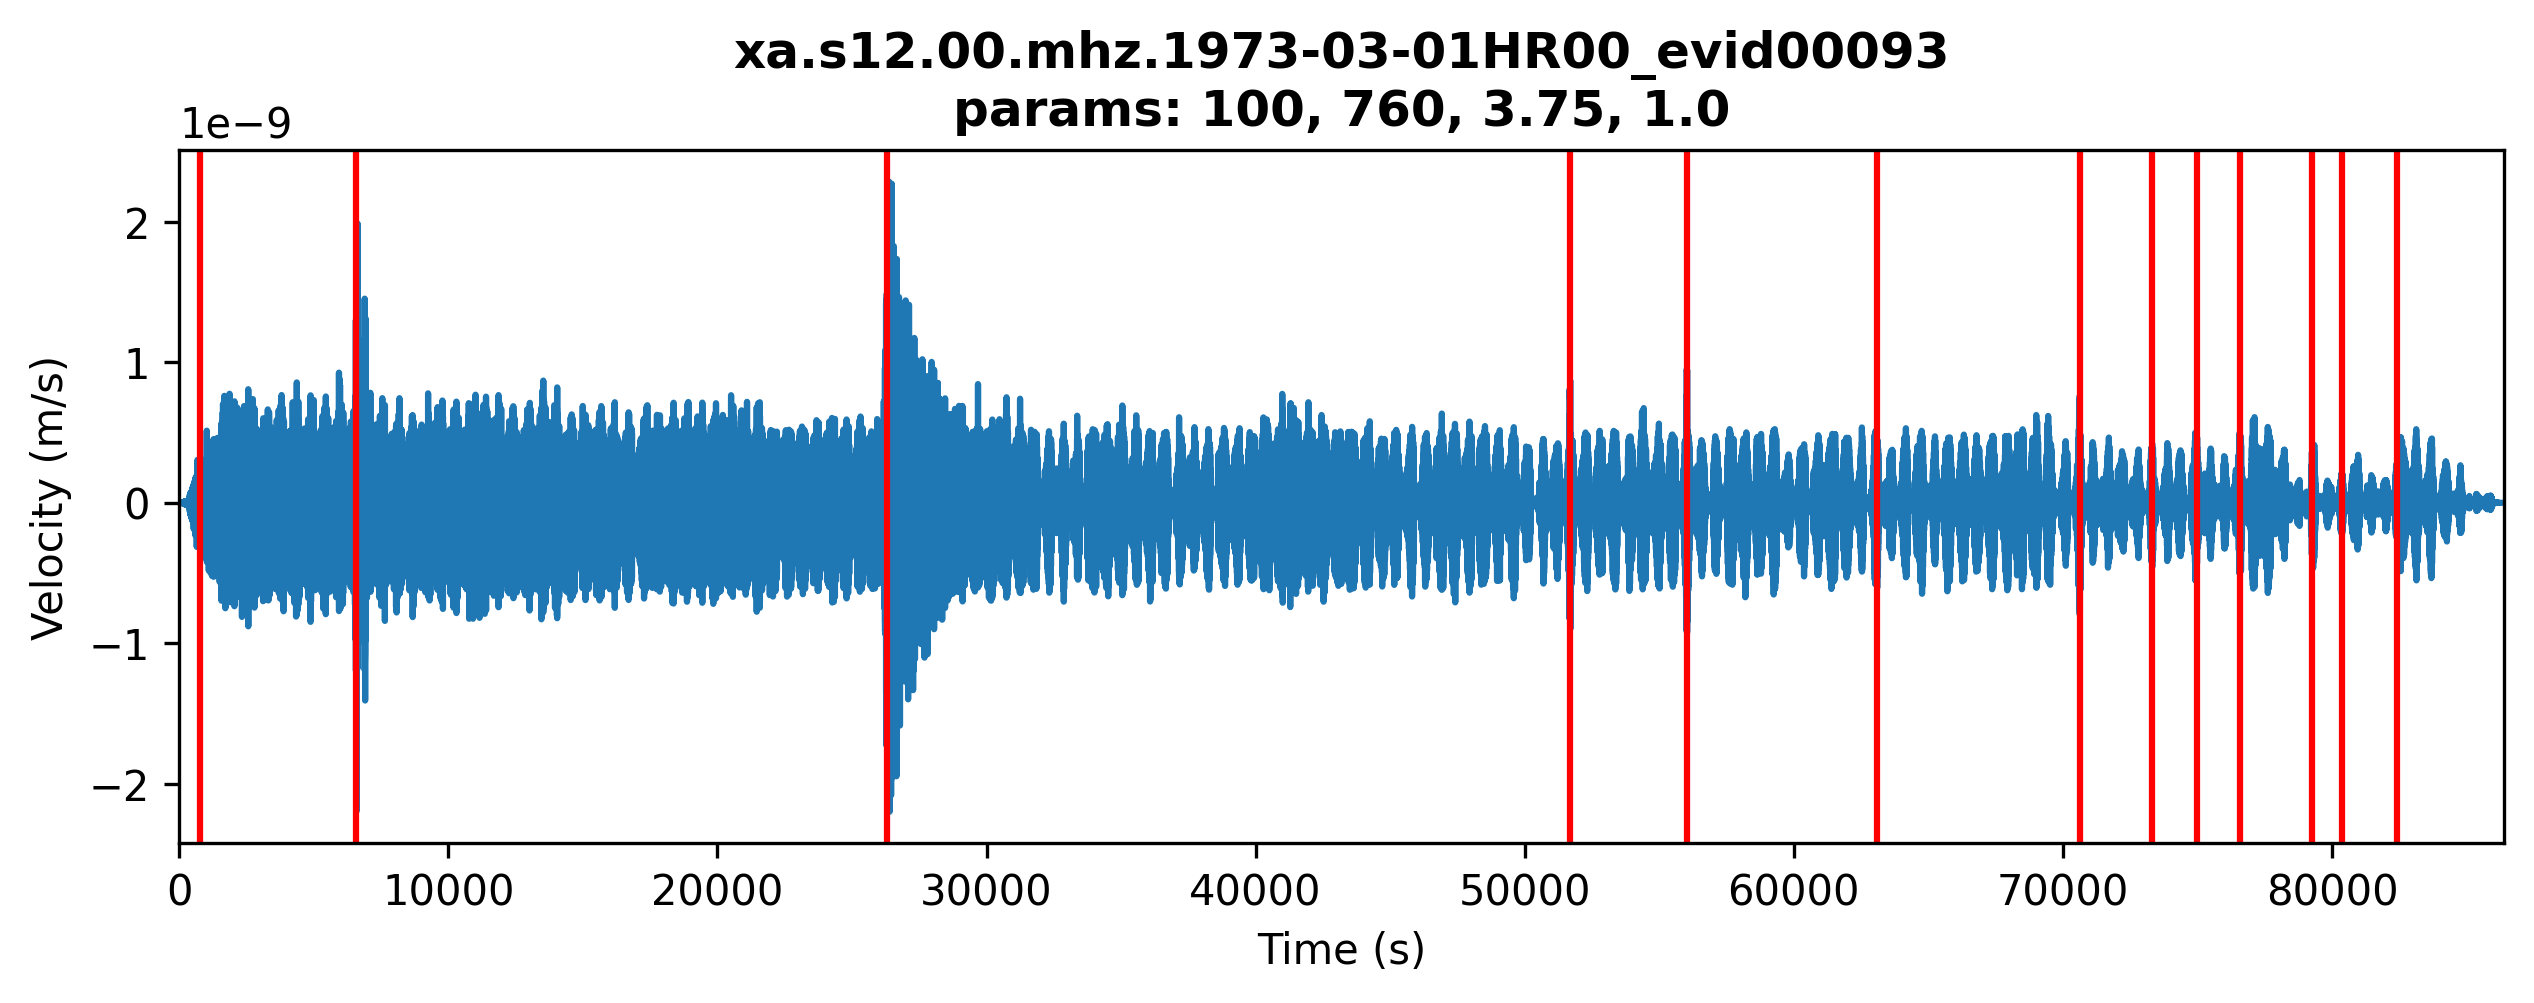 xa.s12.00.mhz.1973-03-01HR00_evid00093
params: 100, 760, 3.75, 1.0
1e−9
2
1
0
−1
−2
Velocity (m/s)
0 10000 20000 30000 40000 50000 60000 70000 80000
Time (s)